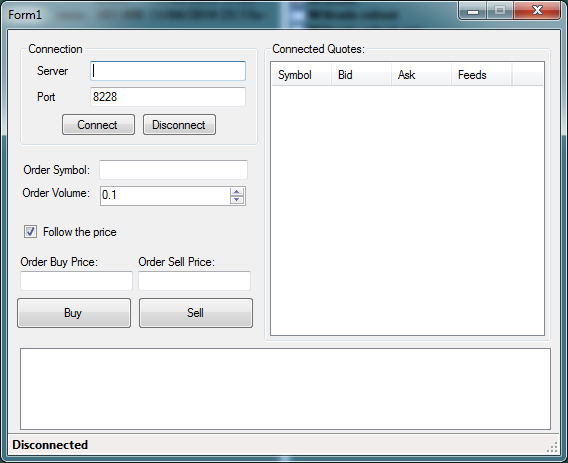 Form1
Connection
Server
Port 8228
Connect Disconnect
Order Symbol:
Order Volume: 0.1
Follow the price
Order Buy Price: Order Sell Price:
Buy Sell
Connected Quotes:
Symbol Bid Ask Feeds
Disconnected